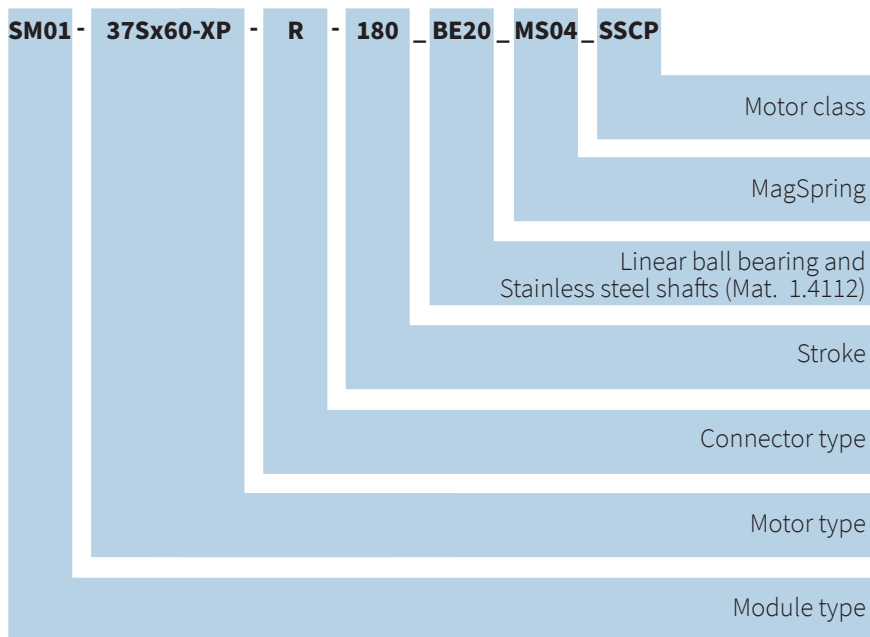 SM01 - 37Sx60-XP - R - 180 _ BE20 _ MS04 _ SSCP
Motor class
MagSpring
Linear ball bearing and
Stainless steel shafts (Mat. 1.4112)
Stroke
Connector type
Motor type
Module type